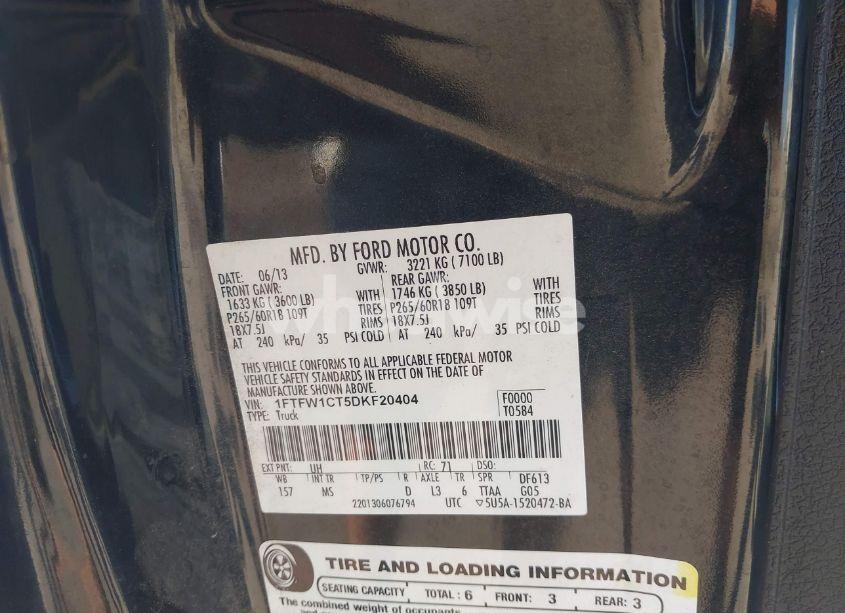 MFD. BY FORD MOTOR CO.
DATE: 06/13 GVWR: 3221 KG ( 7100 LB)
FRONT GAWR: REAR GAWR:
1633 KG ( 3600 LB) WITH 1746 KG ( 3850 LB) WITH
P265/60R18 109T TIRES P265/60R18 109T TIRES
18X7.5J RIMS 18X7.5J RIMS
AT 240 kPa/ 35 PSI COLD AT 240 kPa/ 35 PSI COLD
THIS VEHICLE CONFORMS TO ALL APPLICABLE FEDERAL MOTOR
VEHICLE SAFETY STANDARDS IN EFFECT ON THE DATE OF
MANUFACTURE SHOWN ABOVE.
VIN: 1FTFW1CT5DKF20404 F0000
TYPE: Truck T0584
EXT PNT: UH RC: 71 DSO:
WB INT TR TP/PS R AXLE TR SPR DF613
157 MS D L3 6 TTAA G05
2201306076794 UTC ▽5U5A-1520472-BA
TIRE AND LOADING INFORMATION
SEATING CAPACITY TOTAL: 6 FRONT: 3 REAR: 3
The combined weight of occupants